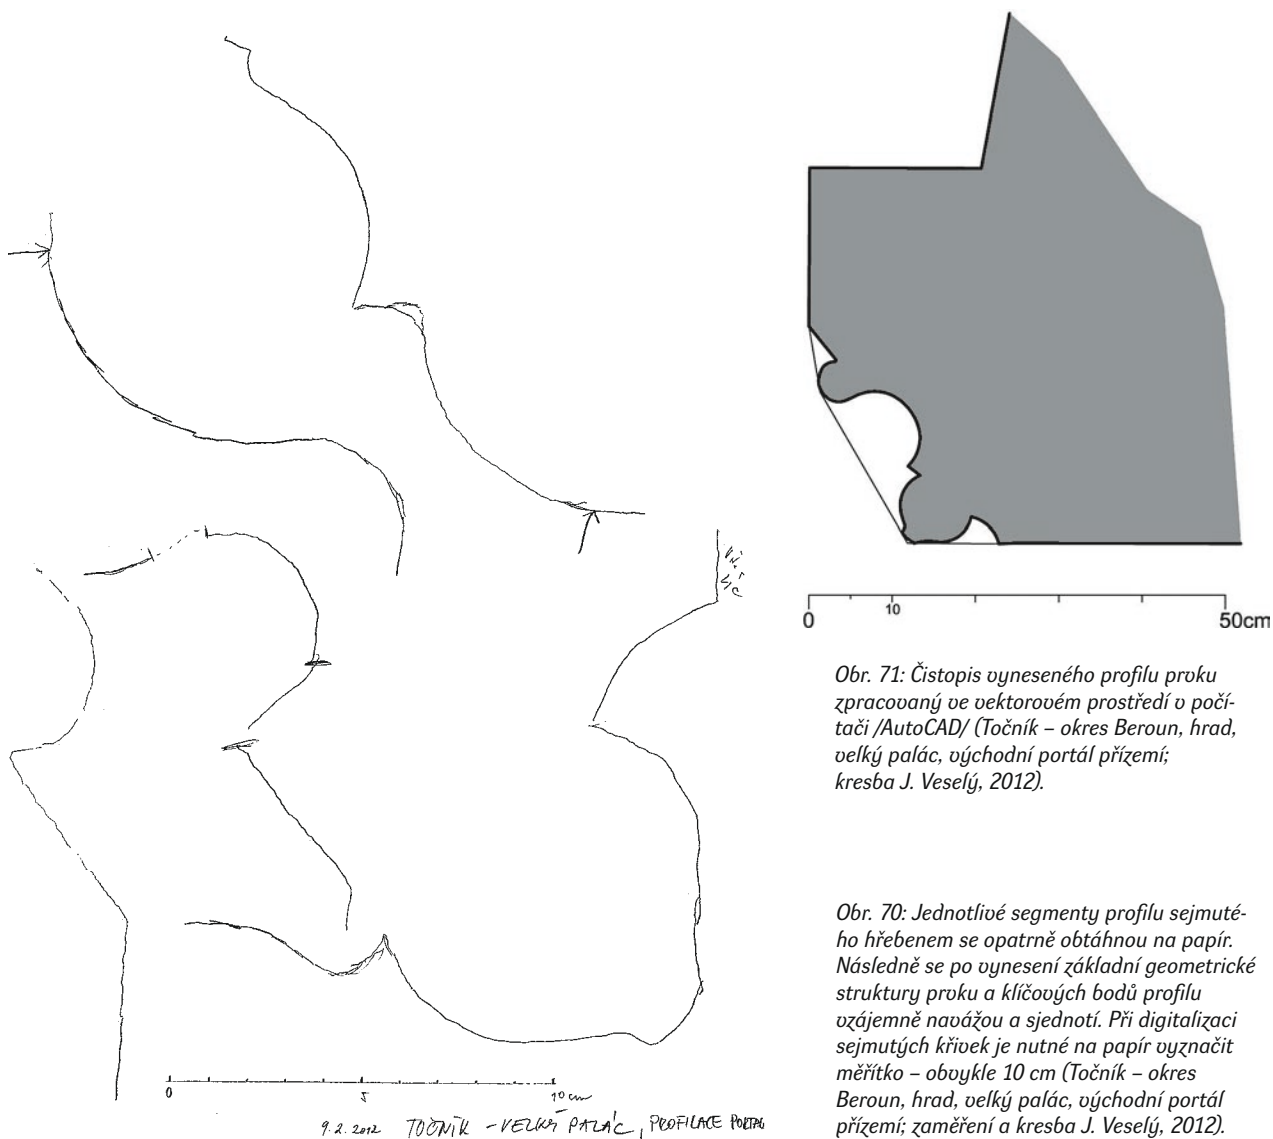 VNĚ.
LÍC
0 10 50cm
Obr. 71: Čistopis vyneseného profilu prvku
zpracovaný ve vektorovém prostředí v počí-
tači /AutoCAD/ (Točník – okres Beroun, hrad,
velký palác, východní portál přízemí;
kresba J. Veselý, 2012).
Obr. 70: Jednotlivé segmenty profilu sejmuté-
ho hřebenem se opatrně obtáhnou na papír.
Následně se po vynesení základní geometrické
struktury prvku a klíčových bodů profilu
vzájemně navážou a sjednotí. Při digitalizaci
sejmutých křivek je nutné na papír vyznačit
měřítko – obvykle 10 cm (Točník – okres
Beroun, hrad, velký palác, východní portál
přízemí; zaměření a kresba J. Veselý, 2012).
0 5 10 cm
9.2.2012 TOČNÍK – VELKÝ PALÁC, PROFILACE PORTÁL